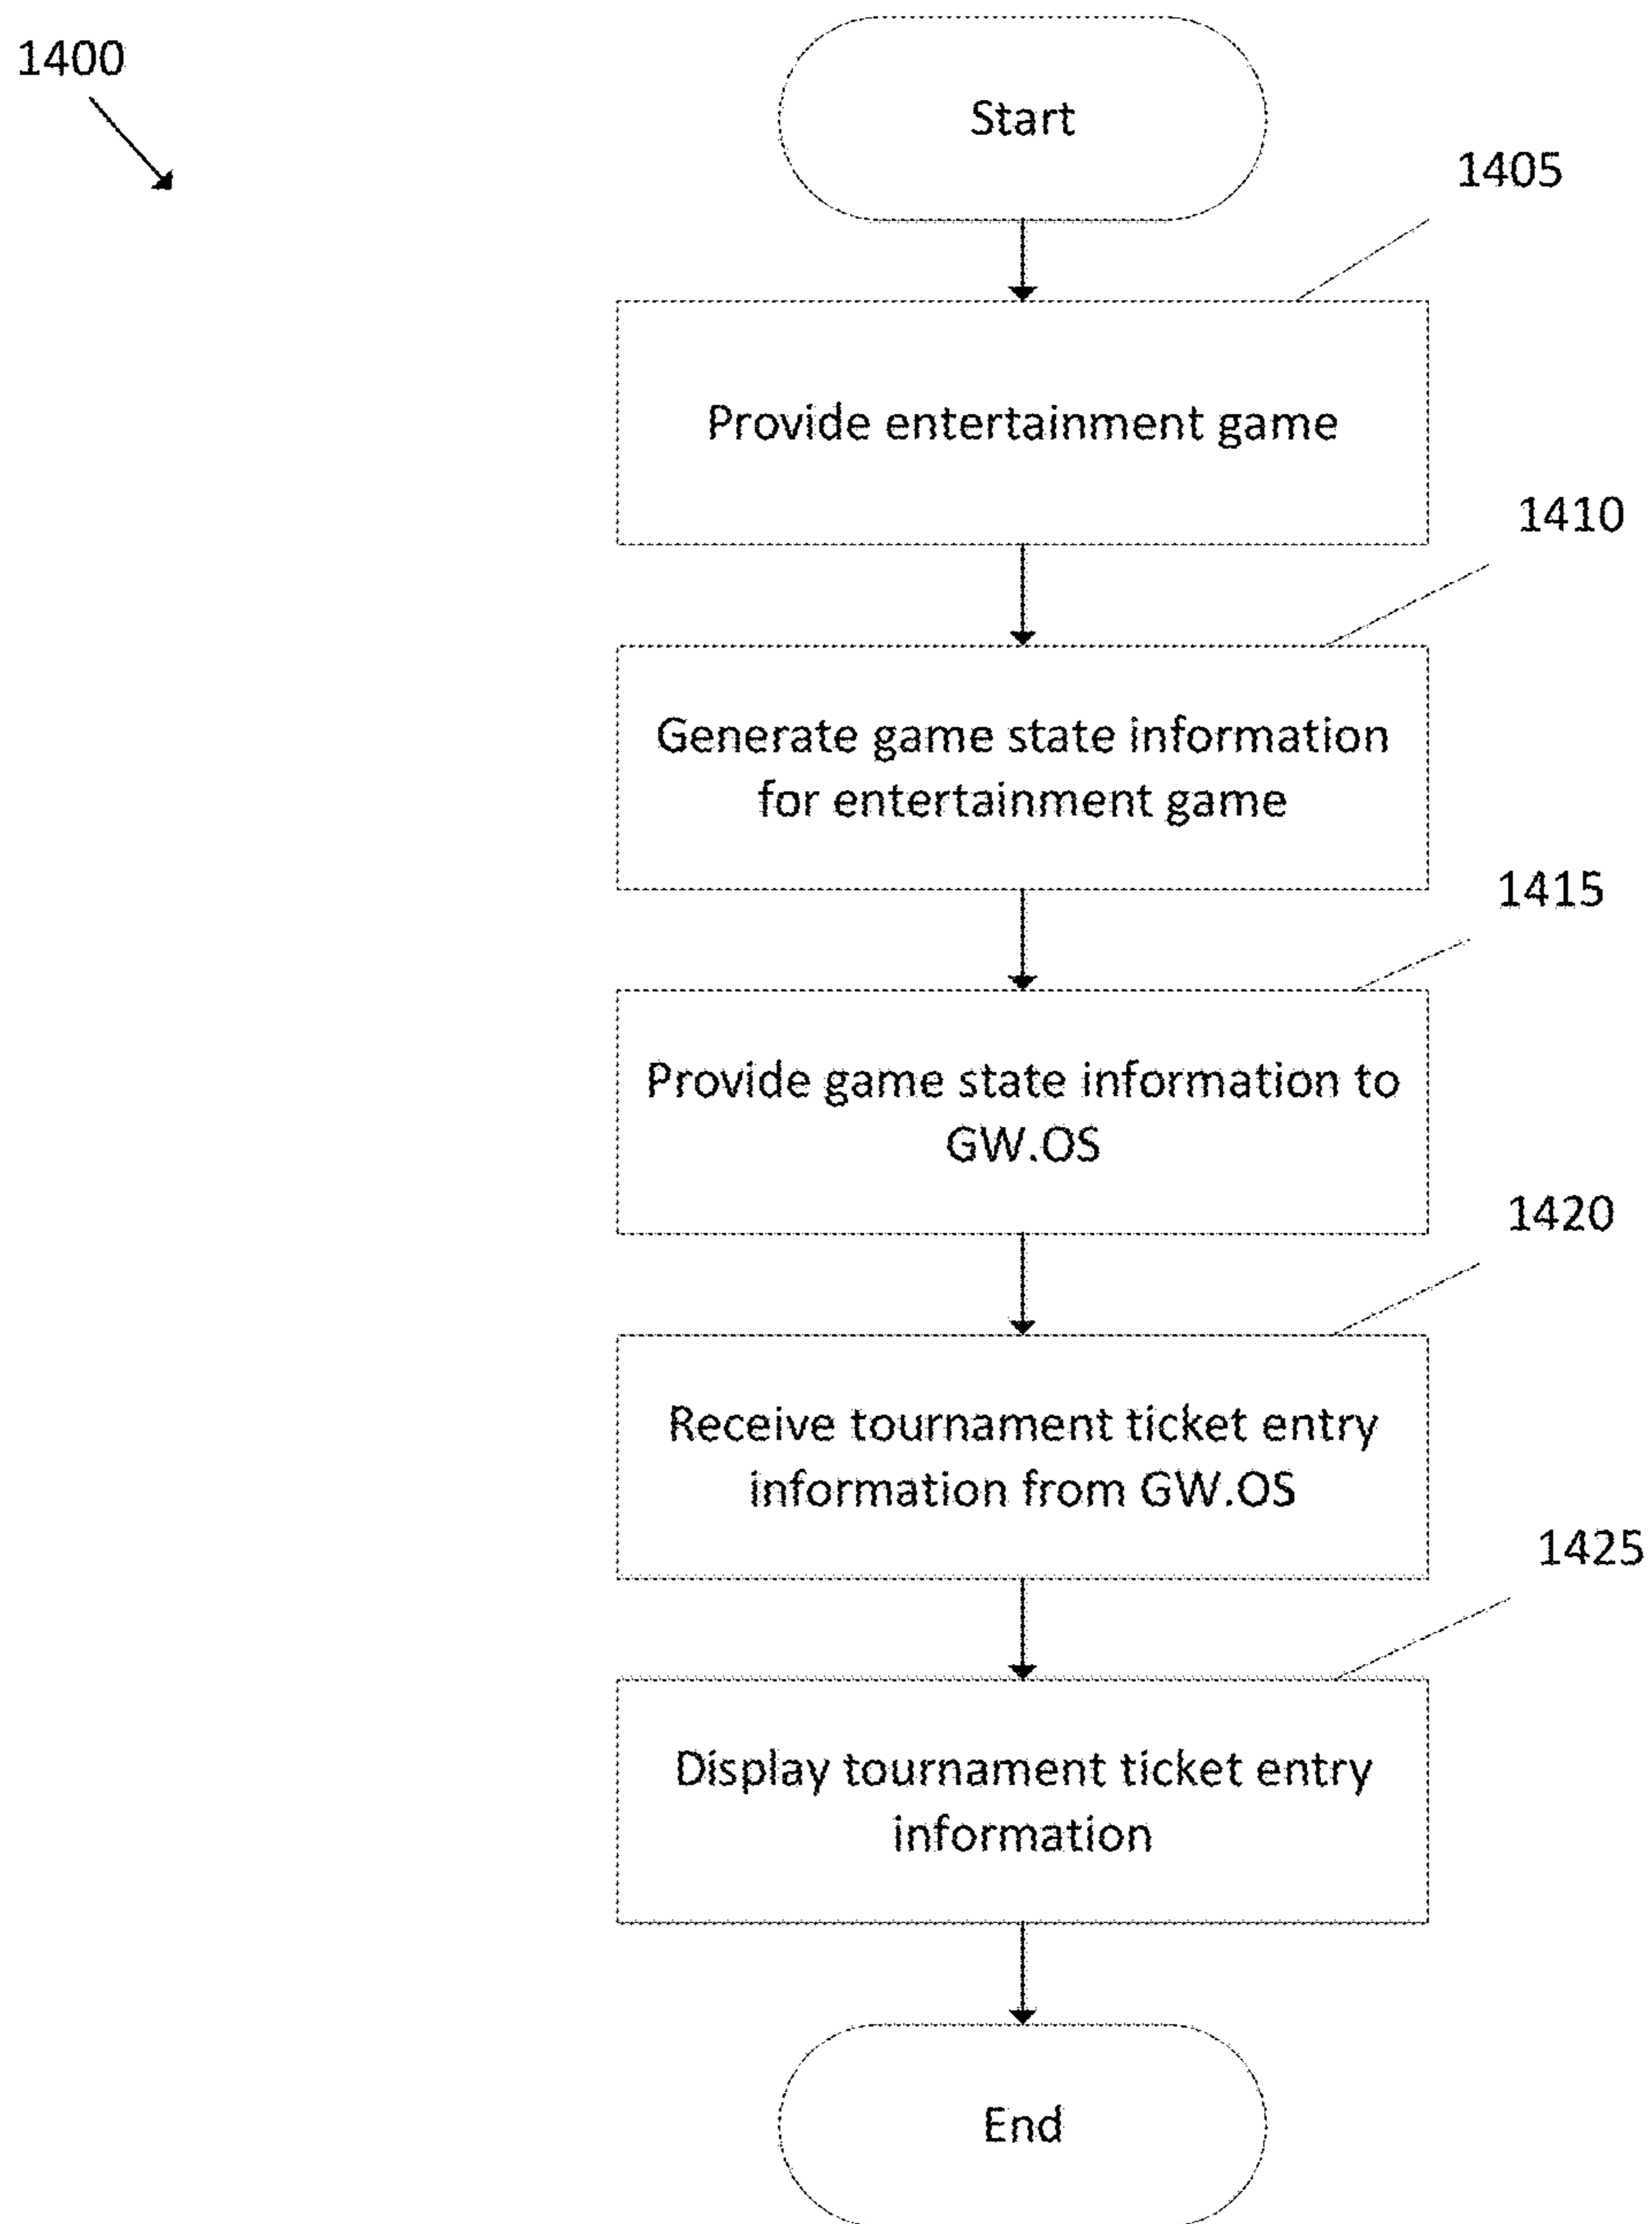 1400
Start
1405
Provide entertainment game
1410
Generate game state information
for entertainment game
1415
Provide game state information to
GW.OS
1420
Receive tournament ticket entry
information from GW.OS
1425
Display tournament ticket entry
information
End